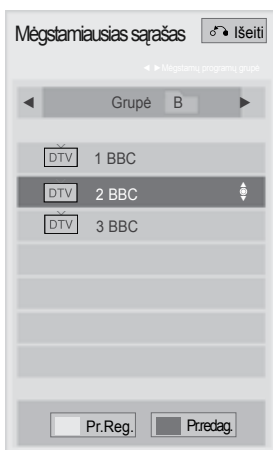 Mėgstamiausias sąrašas Išeiti
◄ ►Mėgstamų programų grupė
◄ Grupė B ►
DTV 1 BBC
DTV 2 BBC
DTV 3 BBC
Pr.Reg. Pr.redag.